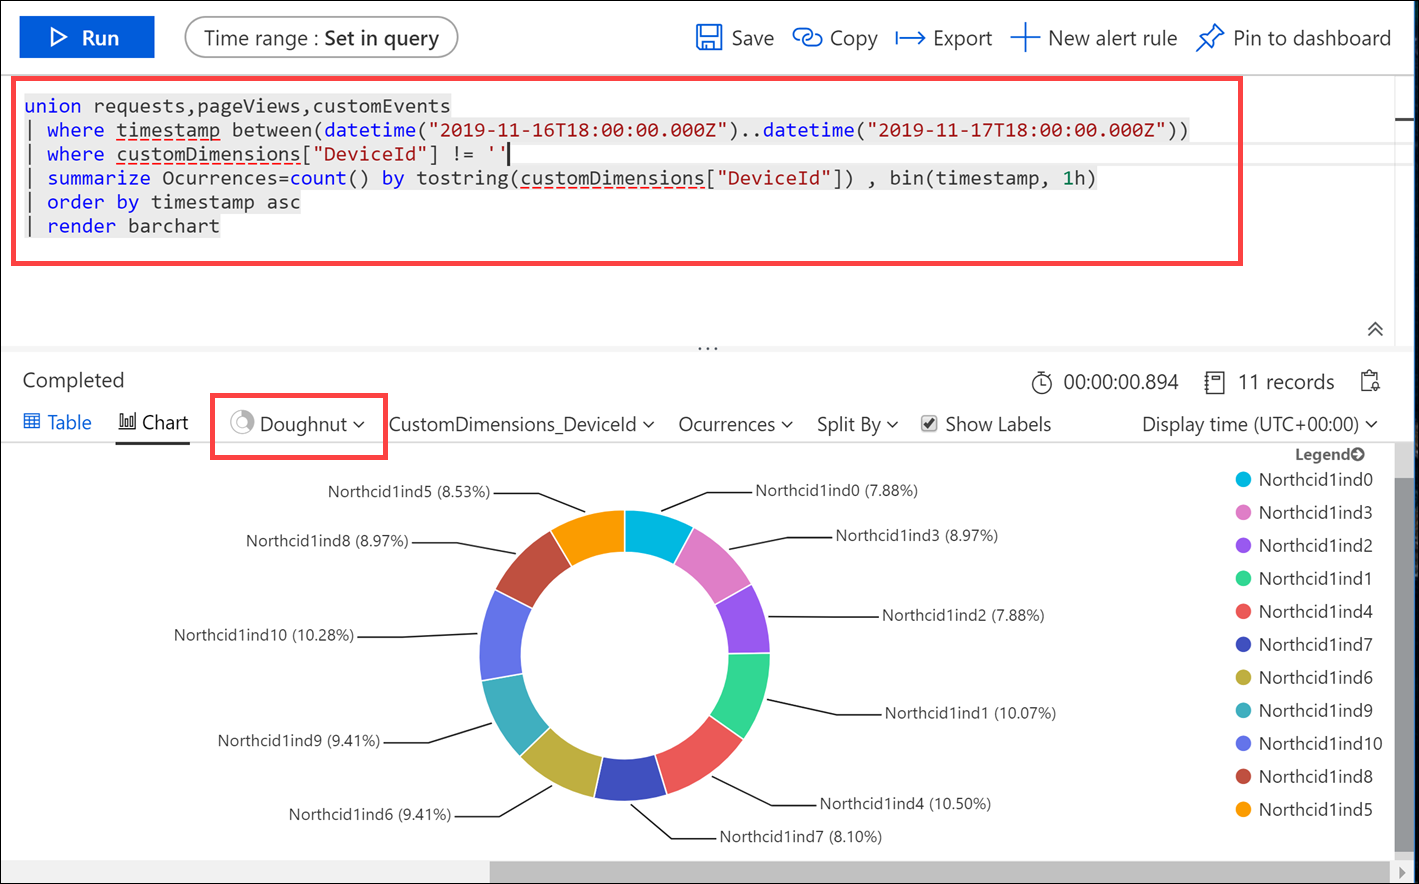 Run
Time range : Set in query
Save
Copy
Export
New alert rule
Pin to dashboard
union requests,pageViews,customEvents
| where timestamp between(datetime("2019-11-16T18:00:00.000Z")..datetime("2019-11-17T18:00:00.000Z"))
| where customDimensions["DeviceId"] != ''
| summarize Ocurrences=count() by tostring(customDimensions["DeviceId"]) , bin(timestamp, 1h)
| order by timestamp asc
| render barchart
...
Completed
00:00:00.894
11 records
Table
Chart
Doughnut
CustomDimensions_DeviceId
Ocurrences
Split By
Show Labels
Display time (UTC+00:00)
Legend
Northcid1ind5 (8.53%)
Northcid1ind0 (7.88%)
Northcid1ind8 (8.97%)
Northcid1ind3 (8.97%)
Northcid1ind10 (10.28%)
Northcid1ind2 (7.88%)
Northcid1ind9 (9.41%)
Northcid1ind1 (10.07%)
Northcid1ind6 (9.41%)
Northcid1ind4 (10.50%)
Northcid1ind7 (8.10%)
Northcid1ind0
Northcid1ind3
Northcid1ind2
Northcid1ind1
Northcid1ind4
Northcid1ind7
Northcid1ind6
Northcid1ind9
Northcid1ind10
Northcid1ind8
Northcid1ind5